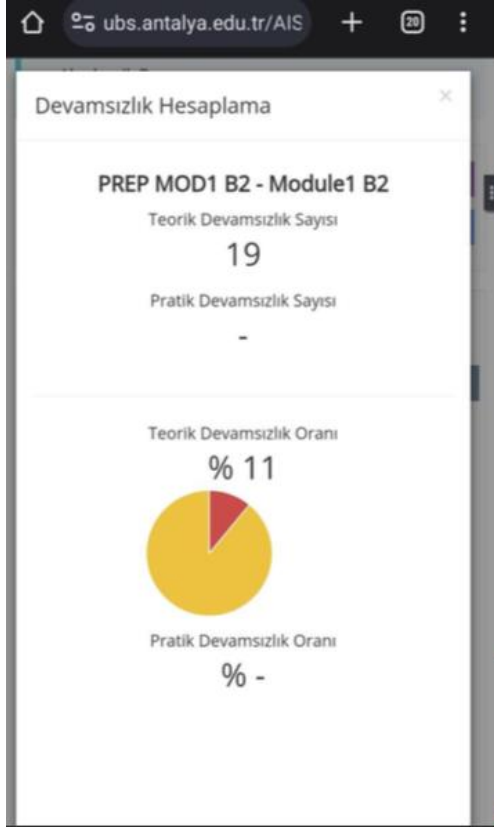 ubs.antalya.edu.tr/AIS
20
Devamsızlık Hesaplama
×
PREP MOD1 B2 - Module1 B2
Teorik Devamsızlık Sayısı
19
Pratik Devamsızlık Sayısı
-
Teorik Devamsızlık Oranı
% 11
Pratik Devamsızlık Oranı
% -